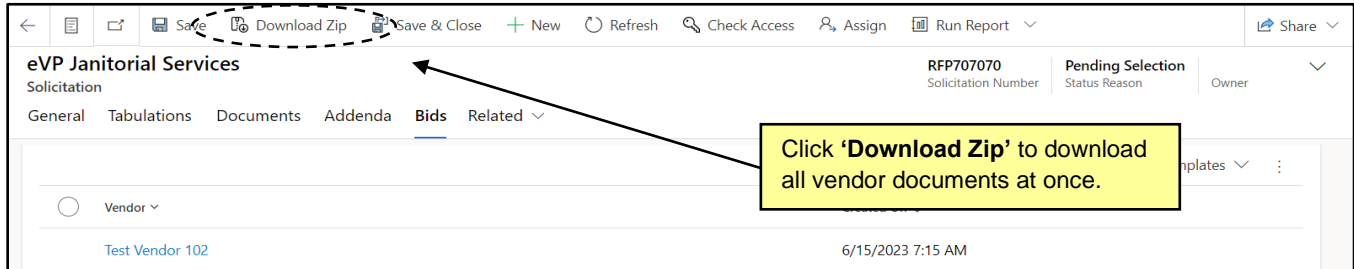 Save Download Zip Save & Close New Refresh Check Access Assign Run Report Share
eVP Janitorial Services RFP707070 Pending Selection
Solicitation Solicitation Number Status Reason Owner
General Tabulations Documents Addenda Bids Related
Click ‘Download Zip’ to download
all vendor documents at once.
Vendor
Test Vendor 102 6/15/2023 7:15 AM